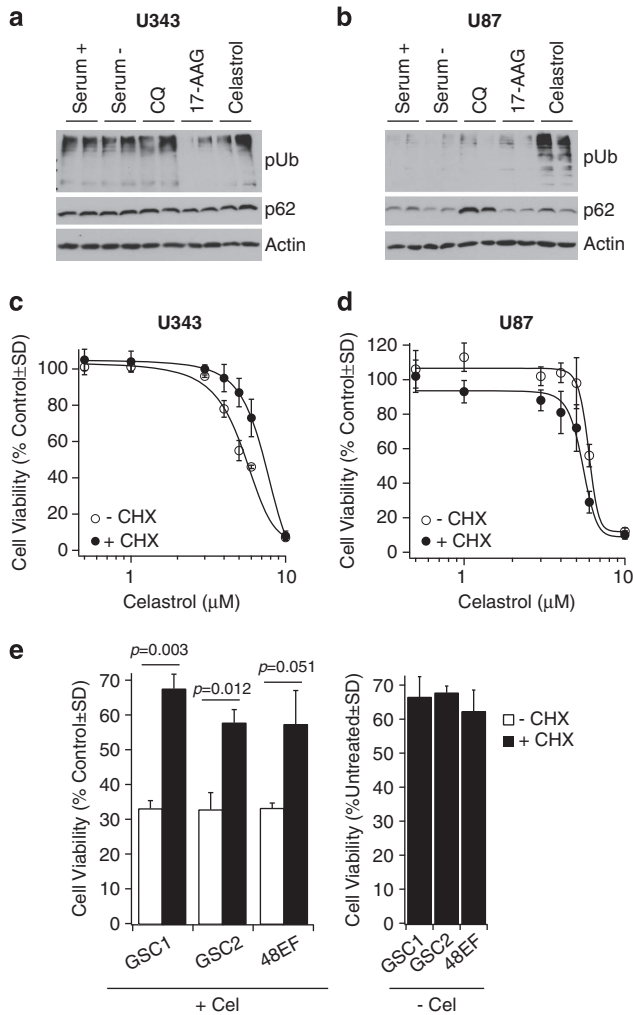 a
U343
Serum +
Serum -
CQ
17-AAG
Celastrol
pUb
p62
Actin
b
U87
Serum +
Serum -
CQ
17-AAG
Celastrol
pUb
p62
Actin
c
U343
Cell Viability (% Control±SD)
100
80
60
40
20
0
- CHX
+ CHX
1
10
Celastrol (μM)
d
U87
Cell Viability (% Control±SD)
120
100
80
60
40
20
0
- CHX
+ CHX
1
10
Celastrol (μM)
e
Cell Viability (% Control±SD)
70
60
50
40
30
20
10
0
p=0.003
p=0.012
p=0.051
GSC1
GSC2
48EF
+ Cel
Cell Viability (%Untreated±SD)
70
60
50
40
30
20
10
0
GSC1
GSC2
48EF
- Cel
- CHX
+ CHX